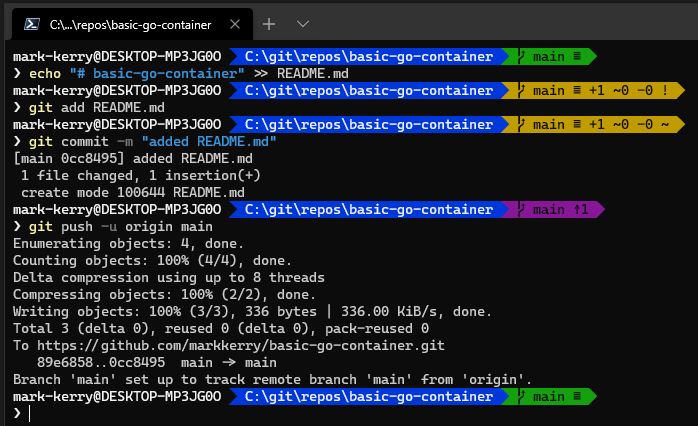 C:\...\repos\basic-go-container × + ∨
mark-kerry@DESKTOP-MP3JG0O C:\git\repos\basic-go-container main ≡
❯ echo "# basic-go-container" >> README.md
mark-kerry@DESKTOP-MP3JG0O C:\git\repos\basic-go-container main ≡ +1 ~0 -0 !
❯ git add README.md
mark-kerry@DESKTOP-MP3JG0O C:\git\repos\basic-go-container main ≡ +1 ~0 -0 ~
❯ git commit -m "added README.md"
[main 0cc8495] added README.md
1 file changed, 1 insertion(+)
create mode 100644 README.md
mark-kerry@DESKTOP-MP3JG0O C:\git\repos\basic-go-container main ↑1
❯ git push -u origin main
Enumerating objects: 4, done.
Counting objects: 100% (4/4), done.
Delta compression using up to 8 threads
Compressing objects: 100% (2/2), done.
Writing objects: 100% (3/3), 336 bytes | 336.00 KiB/s, done.
Total 3 (delta 0), reused 0 (delta 0), pack-reused 0
To https://github.com/markkerry/basic-go-container.git
89e6858..0cc8495 main -> main
Branch 'main' set up to track remote branch 'main' from 'origin'.
mark-kerry@DESKTOP-MP3JG0O C:\git\repos\basic-go-container main ≡
❯